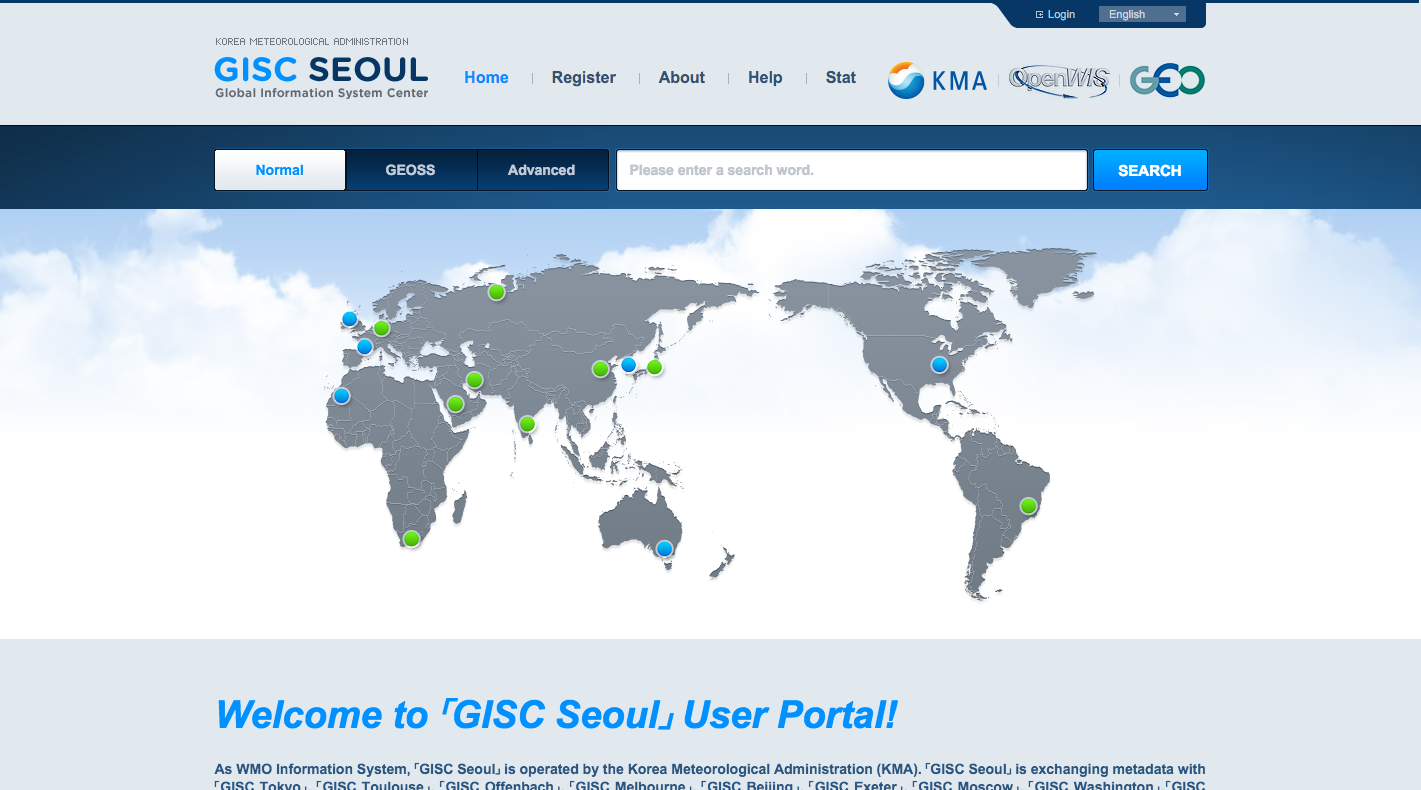 Login
English
KOREA METEOROLOGICAL ADMINISTRATION
GISC SEOUL
Global Information System Center
Home
Register
About
Help
Stat
KMA
OpenWIS
GEO
Normal
GEOSS
Advanced
Please enter a search word.
SEARCH
Welcome to「GISC Seoul」User Portal!
As WMO Information System,「GISC Seoul」is operated by the Korea Meteorological Administration (KMA).「GISC Seoul」is exchanging metadata with
「GISC Tokyo」,「GISC Toulouse」,「GISC Offenbach」,「GISC Melbourne」,「GISC Beijing」,「GISC Exeter」,「GISC Moscow」,「GISC Washington」,「GISC